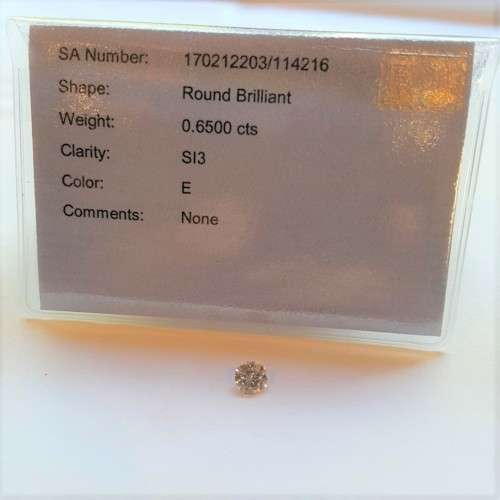 SA Number: 170212203/114216
Shape: Round Brilliant
Weight: 0.6500 cts
Clarity: SI3
Color: E
Comments: None